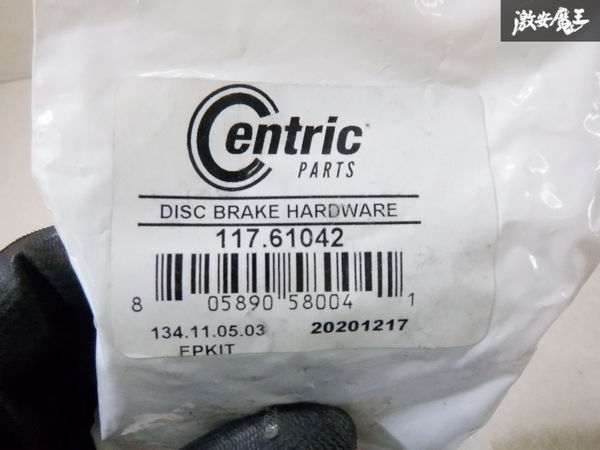 激安魔王
Centric
PARTS
DISC BRAKE HARDWARE
117.61042
8 05890 58004 1
134.11.05.03 20201217
EPKIT